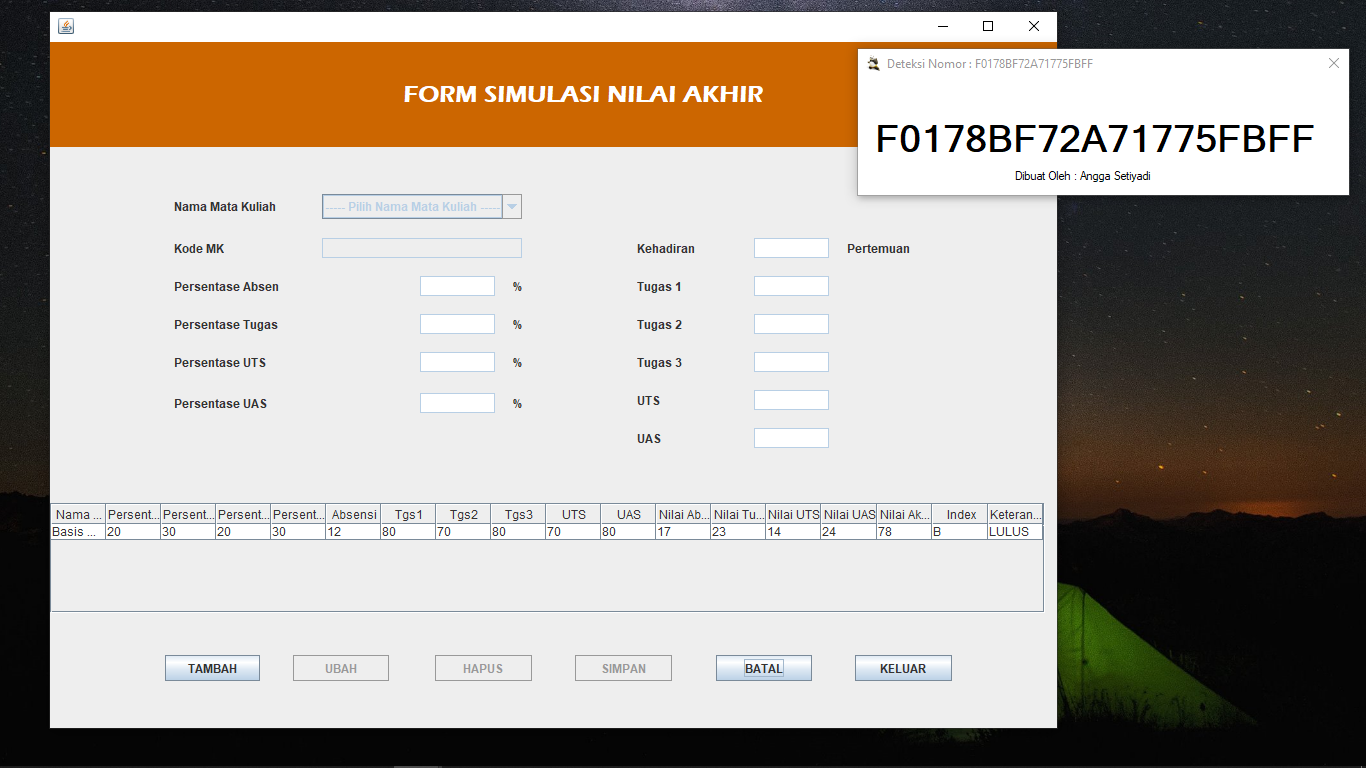 FORM SIMULASI NILAI AKHIR
Deteksi Nomor : F0178BF72A71775FBFF
F0178BF72A71775FBFF
Dibuat Oleh : Angga Setiyadi
Nama Mata Kuliah ----- Pilih Nama Mata Kuliah -----
Kode MK
Persentase Absen %
Persentase Tugas %
Persentase UTS %
Persentase UAS %
Kehadiran Pertemuan
Tugas 1
Tugas 2
Tugas 3
UTS
UAS
Nama ... Persent... Persent... Persent... Persent... Absensi Tgs1 Tgs2 Tgs3 UTS UAS Nilai Ab... Nilai Tu... Nilai UTS Nilai UAS Nilai Ak... Index Keteran...
Basis ... 20 30 20 30 12 80 70 80 70 80 17 23 14 24 78 B LULUS
TAMBAH UBAH HAPUS SIMPAN BATAL KELUAR